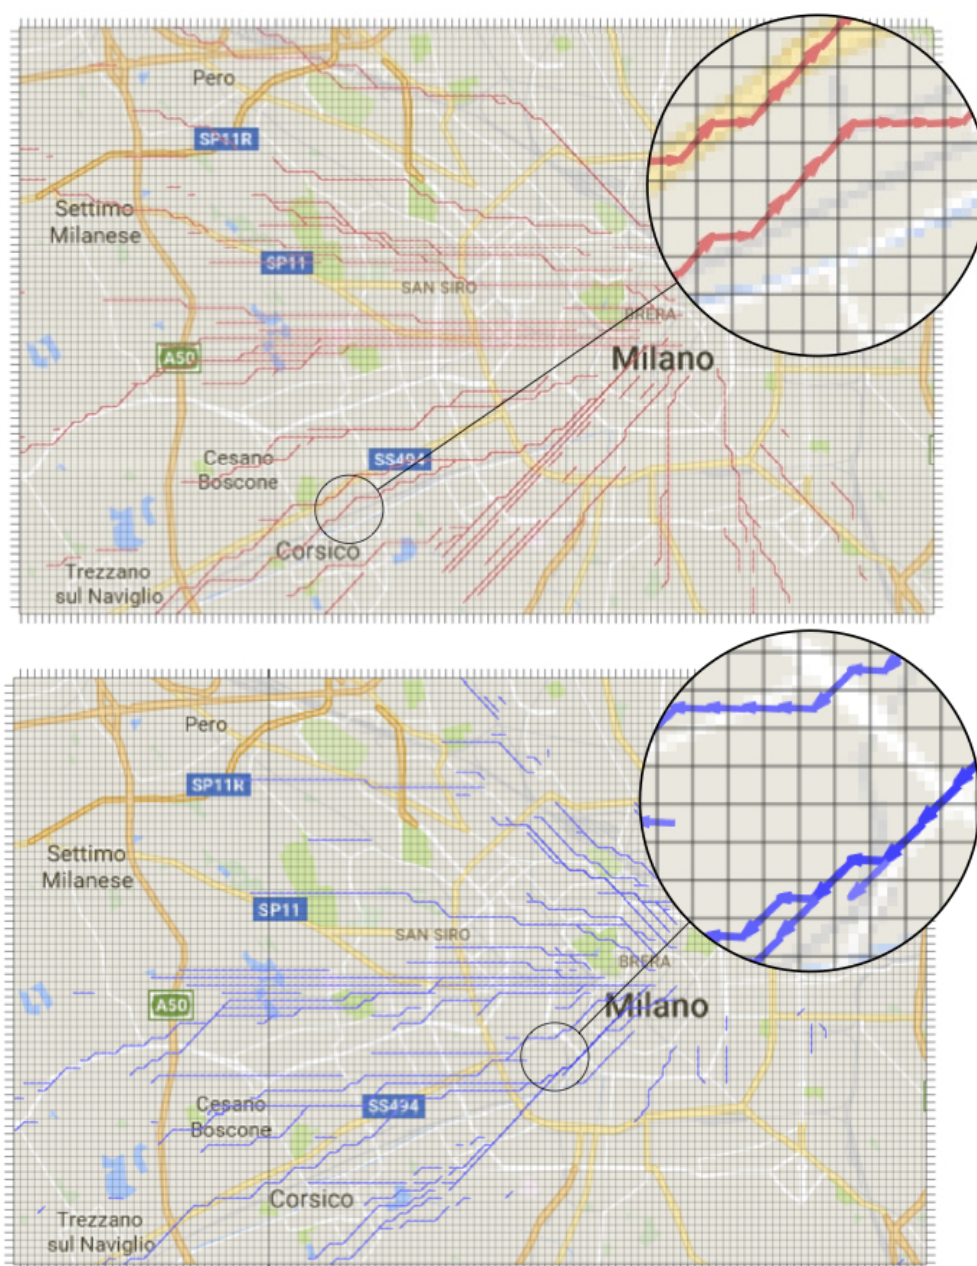 Pero
SP11R
Settimo
Milanese
SP11
SAN SIRO
BRERA
Milano
A50
Cesano
Boscone
SS494
Corsico
Trezzano
sul Naviglio
Pero
SP11R
Settimo
Milanese
SP11
SAN SIRO
BRERA
Milano
A50
Cesano
Boscone
SS494
Corsico
Trezzano
sul Naviglio